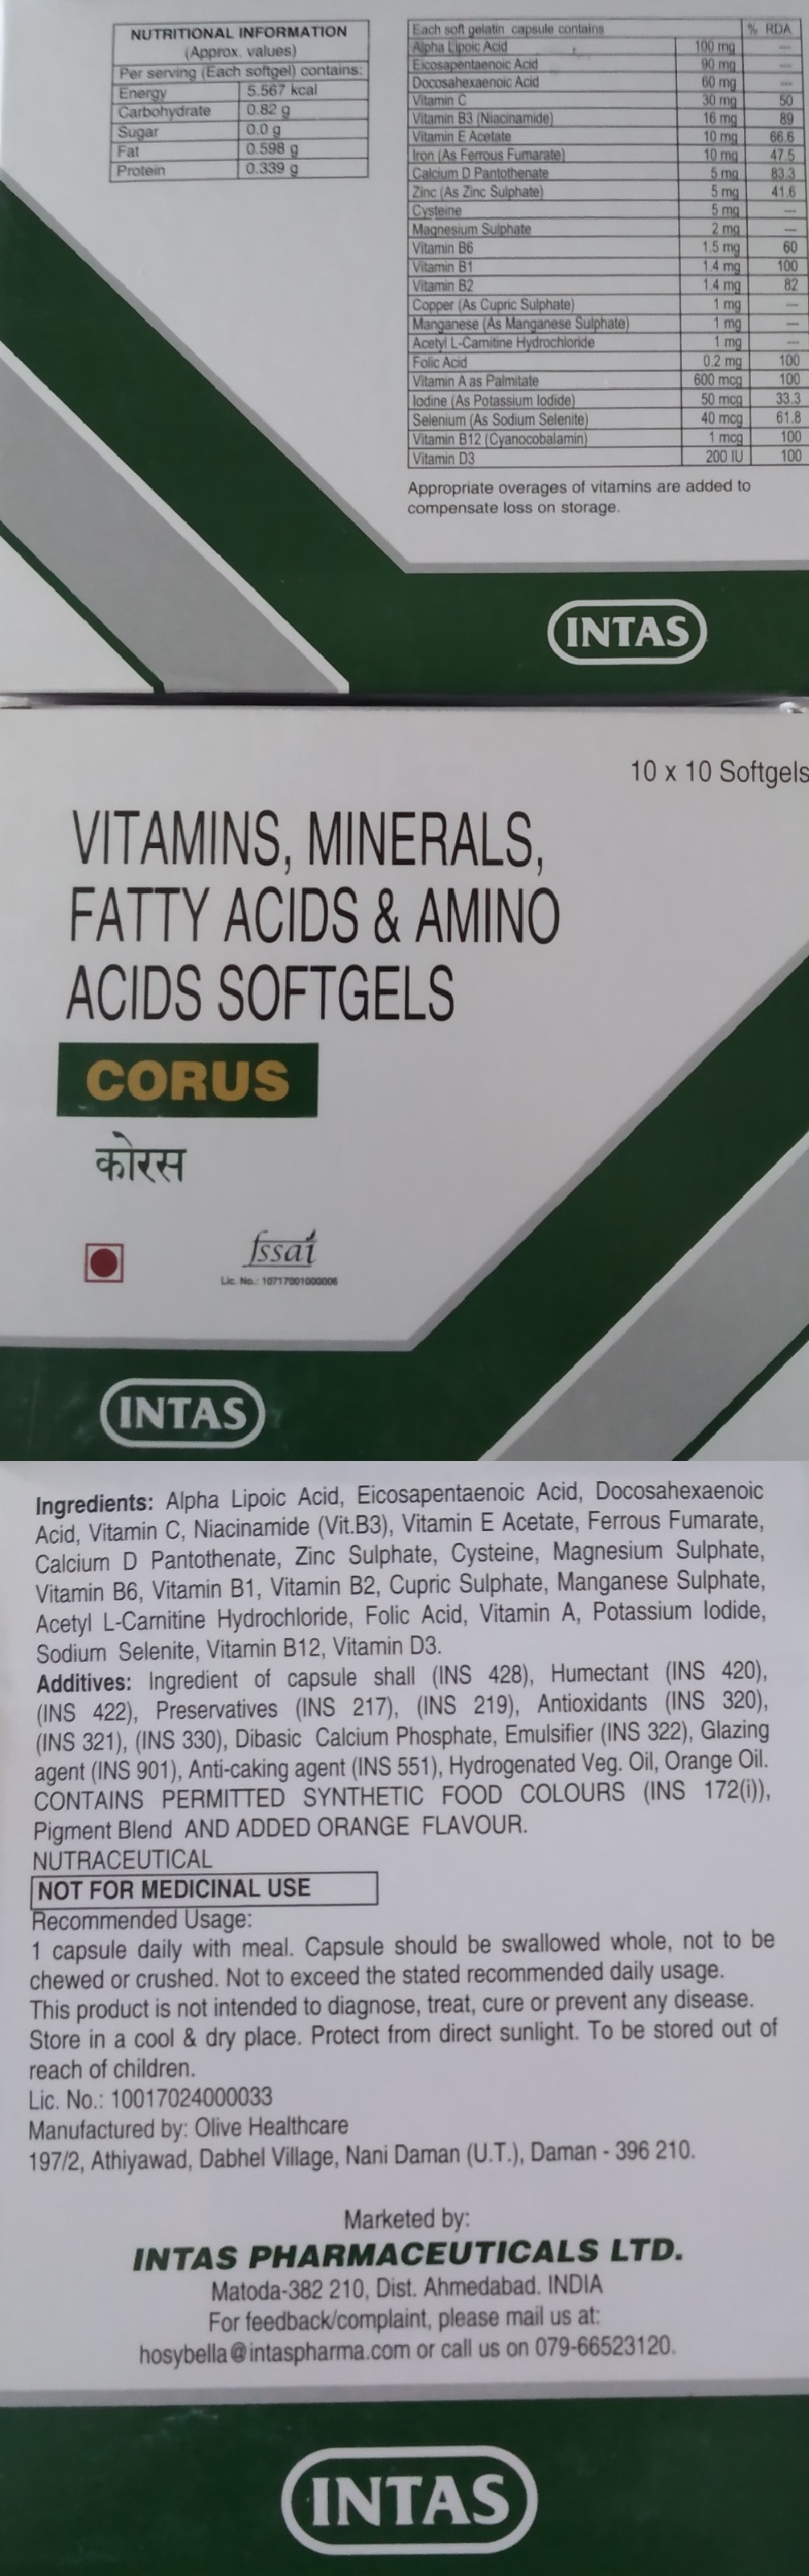 NUTRITIONAL INFORMATION
(Approx. values)
Per serving (Each softgel) contains:
Energy 5.567 kcal
Carbohydrate 0.82 g
Sugar 0.0 g
Fat 0.598 g
Protein 0.339 g
Each soft gelatin capsule contains % RDA
Alpha Lipoic Acid 100 mg —
Eicosapentaenoic Acid 90 mg —
Docosahexaenoic Acid 60 mg —
Vitamin C 30 mg 50
Vitamin B3 (Niacinamide) 16 mg 89
Vitamin E Acetate 10 mg 66.6
Iron (As Ferrous Fumarate) 10 mg 47.5
Calcium D Pantothenate 5 mg 83.3
Zinc (As Zinc Sulphate) 5 mg 41.6
Cysteine 5 mg —
Magnesium Sulphate 2 mg —
Vitamin B6 1.5 mg 60
Vitamin B1 1.4 mg 100
Vitamin B2 1.4 mg 82
Copper (As Cupric Sulphate) 1 mg —
Manganese (As Manganese Sulphate) 1 mg —
Acetyl L-Carnitine Hydrochloride 1 mg —
Folic Acid 0.2 mg 100
Vitamin A as Palmitate 600 mcg 100
Iodine (As Potassium Iodide) 50 mcg 33.3
Selenium (As Sodium Selenite) 40 mcg 61.8
Vitamin B12 (Cyanocobalamin) 1 mcg 100
Vitamin D3 200 IU 100
Appropriate overages of vitamins are added to
compensate loss on storage.
INTAS
10 x 10 Softgels
VITAMINS, MINERALS,
FATTY ACIDS & AMINO
ACIDS SOFTGELS
CORUS
कोरस
fssai
Lic. No.: 10717001000006
INTAS
Ingredients: Alpha Lipoic Acid, Eicosapentaenoic Acid, Docosahexaenoic
Acid, Vitamin C, Niacinamide (Vit.B3), Vitamin E Acetate, Ferrous Fumarate,
Calcium D Pantothenate, Zinc Sulphate, Cysteine, Magnesium Sulphate,
Vitamin B6, Vitamin B1, Vitamin B2, Cupric Sulphate, Manganese Sulphate,
Acetyl L-Carnitine Hydrochloride, Folic Acid, Vitamin A, Potassium Iodide,
Sodium Selenite, Vitamin B12, Vitamin D3.
Additives: Ingredient of capsule shall (INS 428), Humectant (INS 420),
(INS 422), Preservatives (INS 217), (INS 219), Antioxidants (INS 320),
(INS 321), (INS 330), Dibasic Calcium Phosphate, Emulsifier (INS 322), Glazing
agent (INS 901), Anti-caking agent (INS 551), Hydrogenated Veg. Oil, Orange Oil.
CONTAINS PERMITTED SYNTHETIC FOOD COLOURS (INS 172(i)),
Pigment Blend AND ADDED ORANGE FLAVOUR.
NUTRACEUTICAL
NOT FOR MEDICINAL USE
Recommended Usage:
1 capsule daily with meal. Capsule should be swallowed whole, not to be
chewed or crushed. Not to exceed the stated recommended daily usage.
This product is not intended to diagnose, treat, cure or prevent any disease.
Store in a cool & dry place. Protect from direct sunlight. To be stored out of
reach of children.
Lic. No.: 10017024000033
Manufactured by: Olive Healthcare
197/2, Athiyawad, Dabhel Village, Nani Daman (U.T.), Daman - 396 210.
Marketed by:
INTAS PHARMACEUTICALS LTD.
Matoda-382 210, Dist. Ahmedabad. INDIA
For feedback/complaint, please mail us at:
hosybella@intaspharma.com or call us on 079-66523120.
INTAS